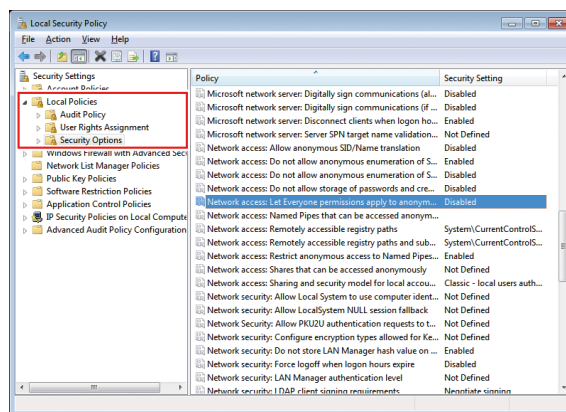 Local Security Policy
File Action View Help
Security Settings
Account Policies
Local Policies
Audit Policy
User Rights Assignment
Security Options
Windows Firewall with Advanced Secu
Network List Manager Policies
Public Key Policies
Software Restriction Policies
Application Control Policies
IP Security Policies on Local Compute
Advanced Audit Policy Configuration
Policy Security Setting
Microsoft network server: Digitally sign communications (al... Disabled
Microsoft network server: Digitally sign communications (if ... Disabled
Microsoft network server: Disconnect clients when logon ho... Enabled
Microsoft network server: Server SPN target name validation... Not Defined
Network access: Allow anonymous SID/Name translation Disabled
Network access: Do not allow anonymous enumeration of S... Enabled
Network access: Do not allow anonymous enumeration of S... Disabled
Network access: Do not allow storage of passwords and cre... Disabled
Network access: Let Everyone permissions apply to anonym... Disabled
Network access: Named Pipes that can be accessed anonym...
Network access: Remotely accessible registry paths System\CurrentControlS...
Network access: Remotely accessible registry paths and sub... System\CurrentControlS...
Network access: Restrict anonymous access to Named Pipes... Enabled
Network access: Shares that can be accessed anonymously Not Defined
Network access: Sharing and security model for local accou... Classic - local users auth...
Network security: Allow Local System to use computer ident... Not Defined
Network security: Allow LocalSystem NULL session fallback Not Defined
Network Security: Allow PKU2U authentication requests to t... Not Defined
Network security: Configure encryption types allowed for Ke... Not Defined
Network security: Do not store LAN Manager hash value on ... Enabled
Network security: Force logoff when logon hours expire Disabled
Network security: LAN Manager authentication level Not Defined
Network security: LDAP client signing requirements Negotiate signing